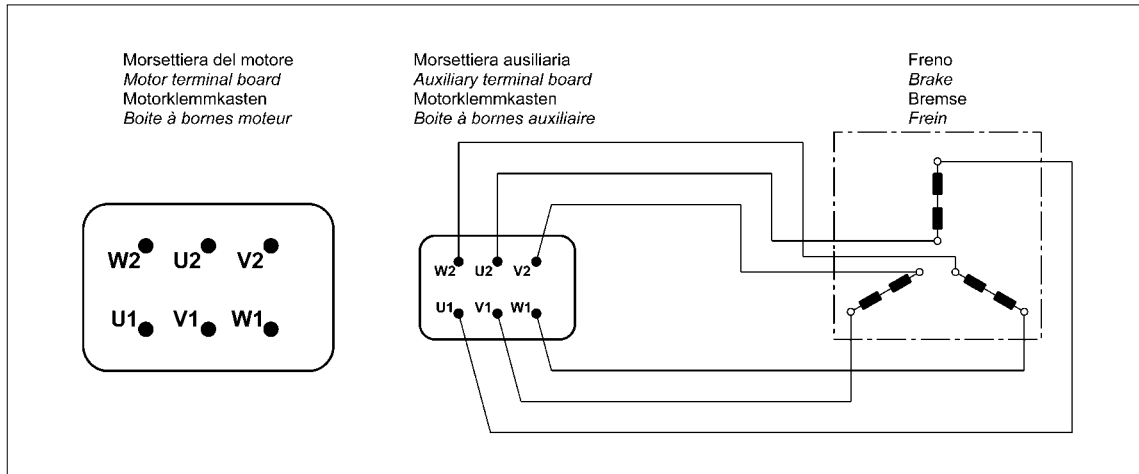 Morsettiera del motore
Motor terminal board
Motorklemmkasten
Boite à bornes moteur
Morsettiera ausiliaria
Auxiliary terminal board
Motorklemmkasten
Boite à bornes auxiliaire
Freno
Brake
Bremse
Frein
W2 U2 V2
U1 V1 W1
W2 U2 V2
U1 V1 W1